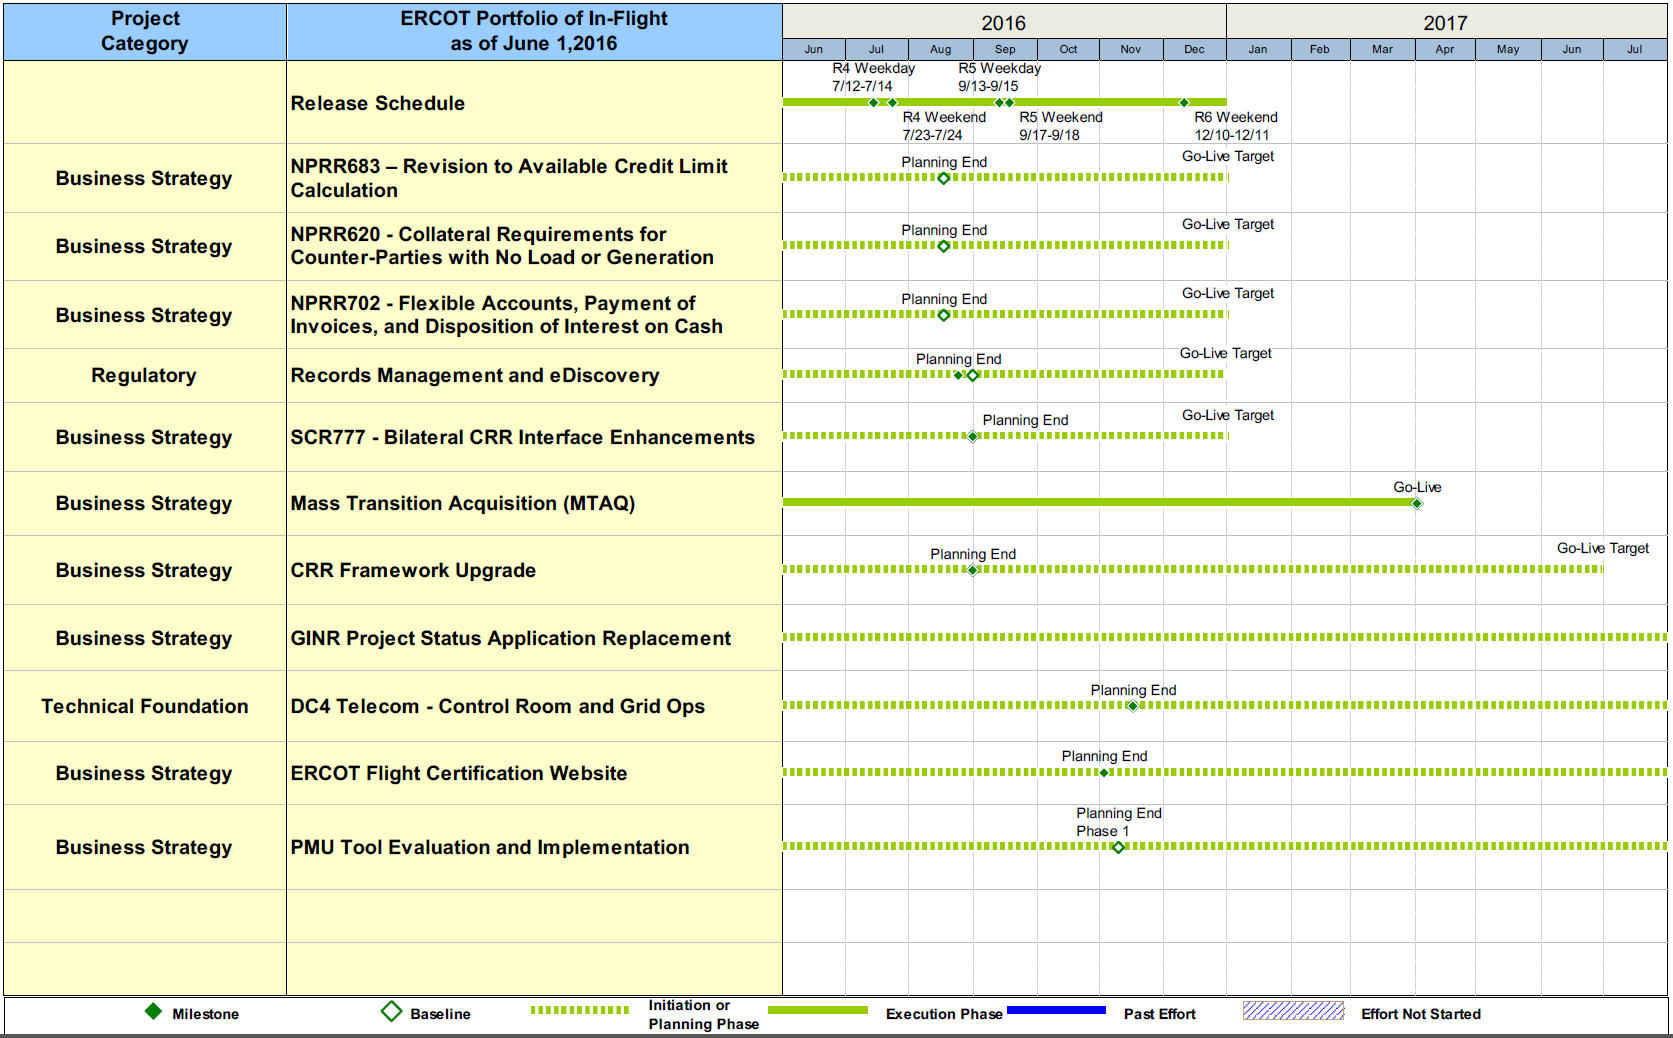 Project
Category
ERCOT Portfolio of In-Flight
as of June 1,2016
2016
2017
Jun Jul Aug Sep Oct Nov Dec Jan Feb Mar Apr May Jun Jul
Release Schedule
R4 Weekday
7/12-7/14
R5 Weekday
9/13-9/15
R4 Weekend
7/23-7/24
R5 Weekend
9/17-9/18
R6 Weekend
12/10-12/11
Business Strategy
NPRR683 – Revision to Available Credit Limit
Calculation
Planning End
Go-Live Target
Business Strategy
NPRR620 - Collateral Requirements for
Counter-Parties with No Load or Generation
Planning End
Go-Live Target
Business Strategy
NPRR702 - Flexible Accounts, Payment of
Invoices, and Disposition of Interest on Cash
Planning End
Go-Live Target
Regulatory
Records Management and eDiscovery
Planning End
Go-Live Target
Business Strategy
SCR777 - Bilateral CRR Interface Enhancements
Planning End
Go-Live Target
Business Strategy
Mass Transition Acquisition (MTAQ)
Go-Live
Business Strategy
CRR Framework Upgrade
Planning End
Go-Live Target
Business Strategy
GINR Project Status Application Replacement
Technical Foundation
DC4 Telecom - Control Room and Grid Ops
Planning End
Business Strategy
ERCOT Flight Certification Website
Planning End
Business Strategy
PMU Tool Evaluation and Implementation
Planning End
Phase 1
Milestone
Baseline
Initiation or
Planning Phase
Execution Phase
Past Effort
Effort Not Started